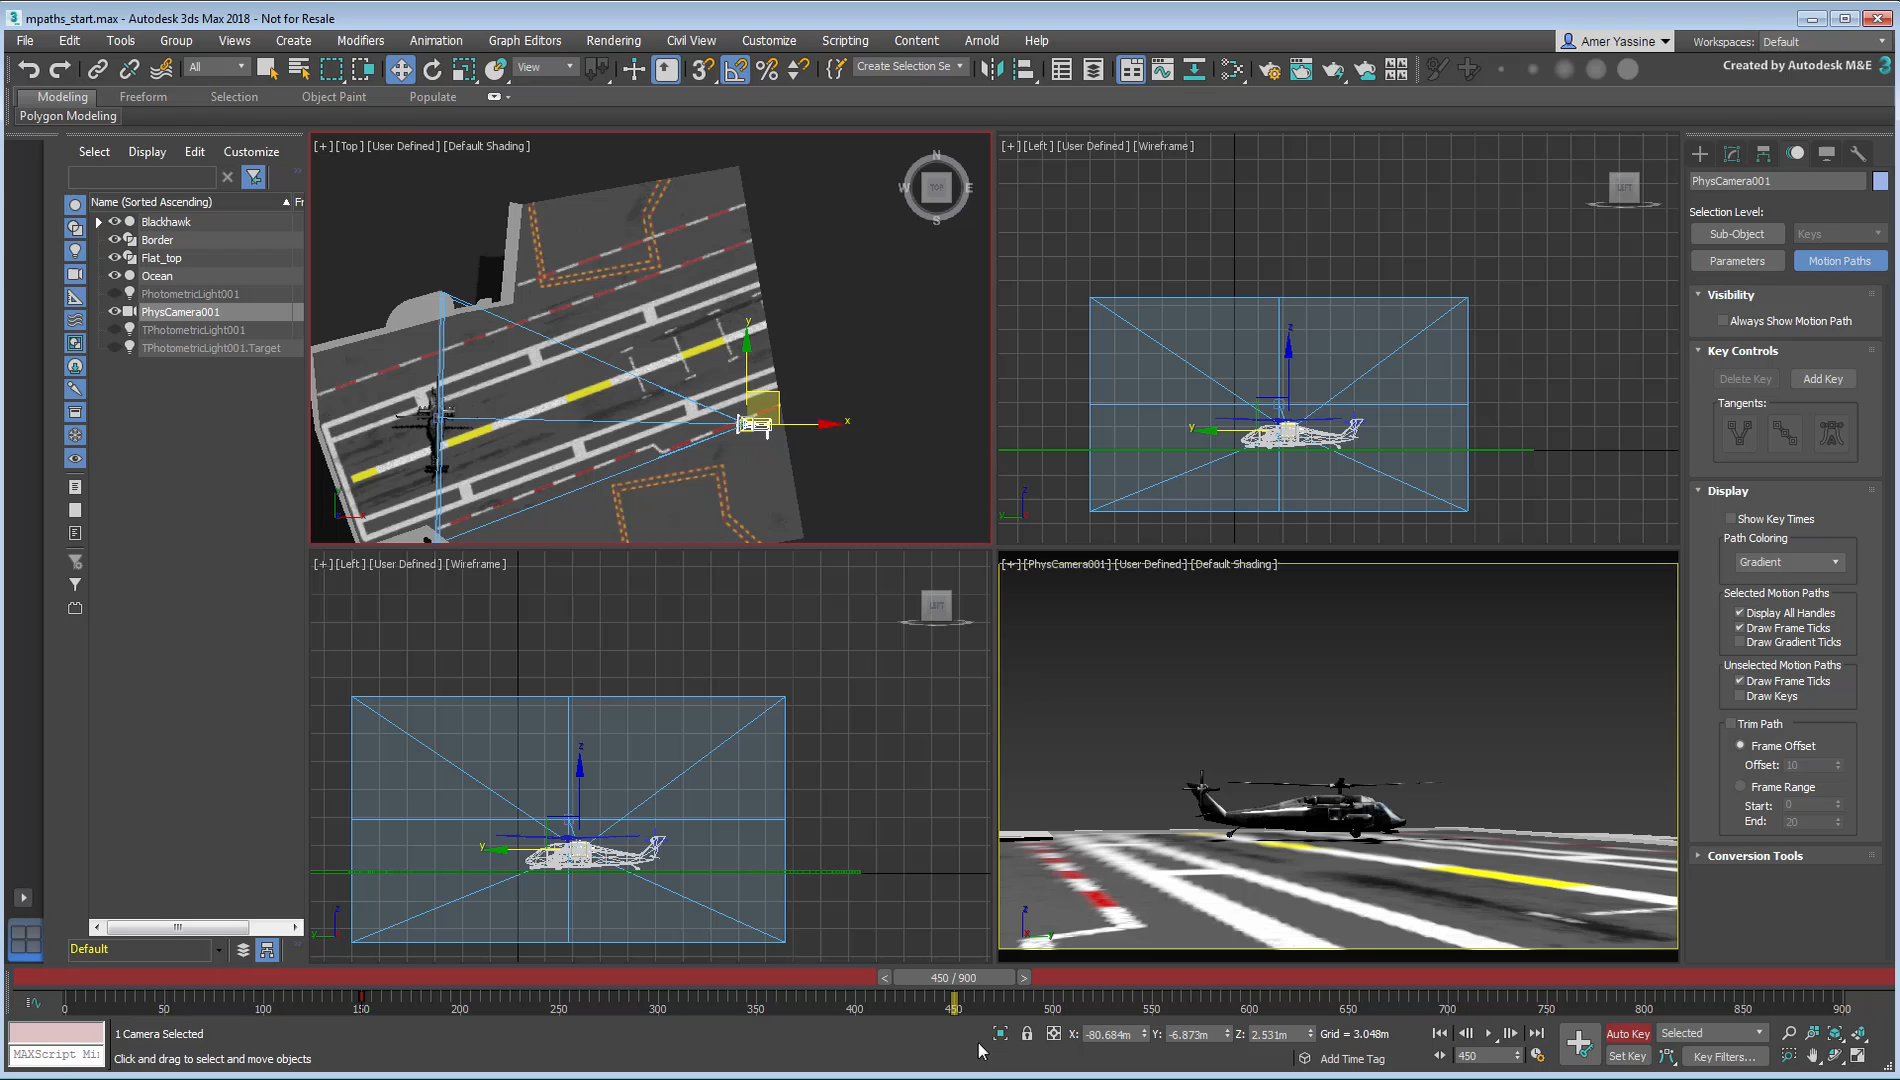 mpaths_start.max - Autodesk 3ds Max 2018 - Not for Resale
File Edit Tools Group Views Create Modifiers Animation Graph Editors Rendering Civil View Customize Scripting Content Arnold Help
Amer Yassine
Workspaces: Default
All
View
Create Selection Se
Created by Autodesk M&E
Modeling Freeform Selection Object Paint Populate
Polygon Modeling
Select Display Edit Customize
Name (Sorted Ascending) Fr
Blackhawk
Border
Flat_top
Ocean
PhotometricLight001
PhysCamera001
TPhotometricLight001
TPhotometricLight001.Target
Default
[+] [Top] [User Defined] [Default Shading]
N
W TOP E
S
y
x
[+] [Left] [User Defined] [Wireframe]
LEFT
z
y
z
y
[+] [Left] [User Defined] [Wireframe]
LEFT
z
y
z
y
[+] [PhysCamera001] [User Defined] [Default Shading]
z
x y
PhysCamera001
Selection Level:
Sub-Object Keys
Parameters Motion Paths
Visibility
Always Show Motion Path
Key Controls
Delete Key Add Key
Tangents:
Display
Show Key Times
Path Coloring
Gradient
Selected Motion Paths
Display All Handles
Draw Frame Ticks
Draw Gradient Ticks
Unselected Motion Paths
Draw Frame Ticks
Draw Keys
Trim Path
Frame Offset
Offset: 10
Frame Range
Start: 0
End: 20
Conversion Tools
< 450 / 900 >
0 50 100 150 200 250 300 350 400 450 500 550 600 650 700 750 800 850 900
1 Camera Selected
MAXScript Mi
Click and drag to select and move objects
X: -80.684m Y: -6.873m Z: 2.531m Grid = 3.048m
Add Time Tag
450
Auto Key Selected
Set Key Key Filters...